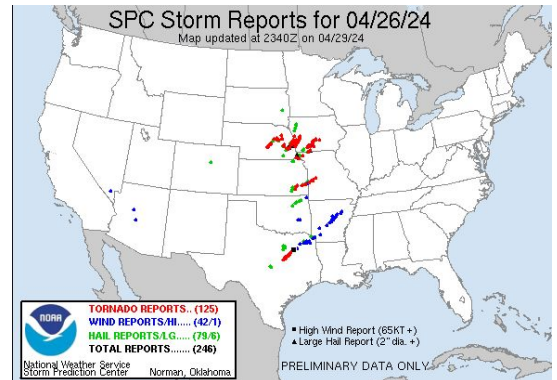 SPC Storm Reports for 04/26/24
Map updated at 2340Z on 04/29/24
NOAA
TORNADO REPORTS.. (125)
WIND REPORTS/HI..... (42/1)
HAIL REPORTS/LG..... (79/6)
TOTAL REPORTS....... (246)
National Weather Service
Storm Prediction Center Norman, Oklahoma
High Wind Report (65KT +)
Large Hail Report (2" dia. +)
PRELIMINARY DATA ONLY